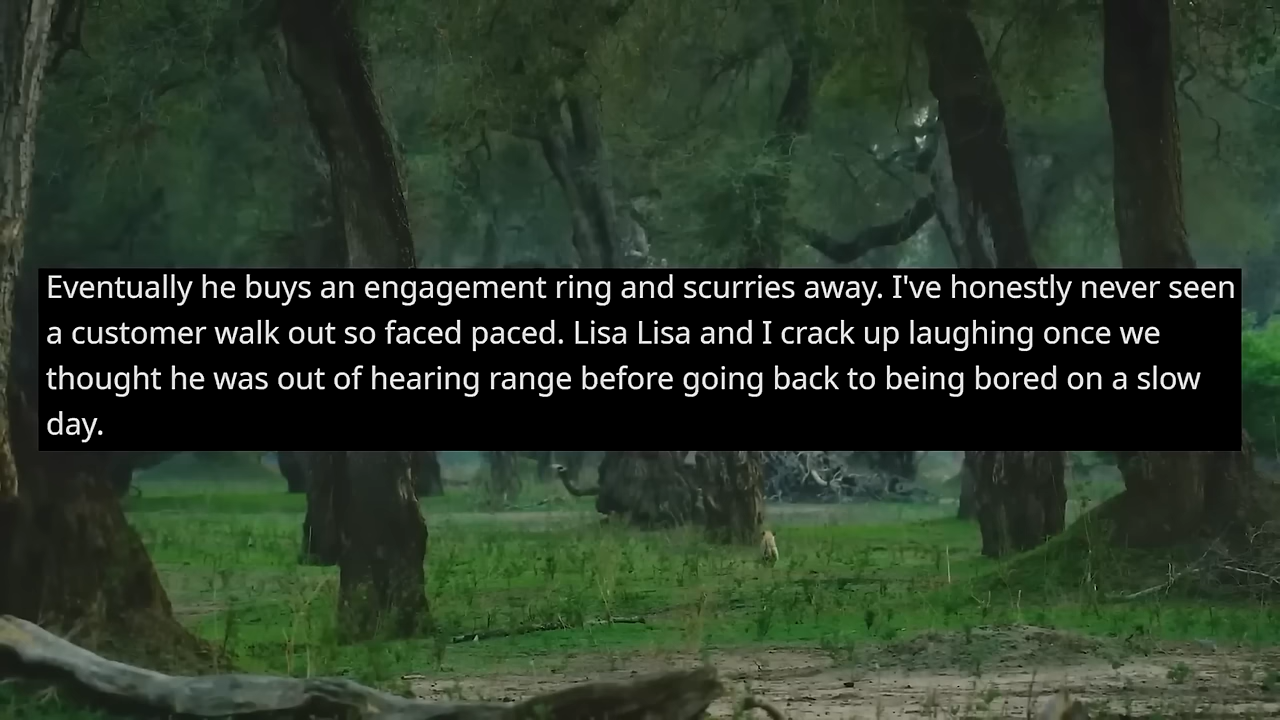 Eventually he buys an engagement ring and scurries away. I've honestly never seen
a customer walk out so faced paced. Lisa Lisa and I crack up laughing once we
thought he was out of hearing range before going back to being bored on a slow
day.